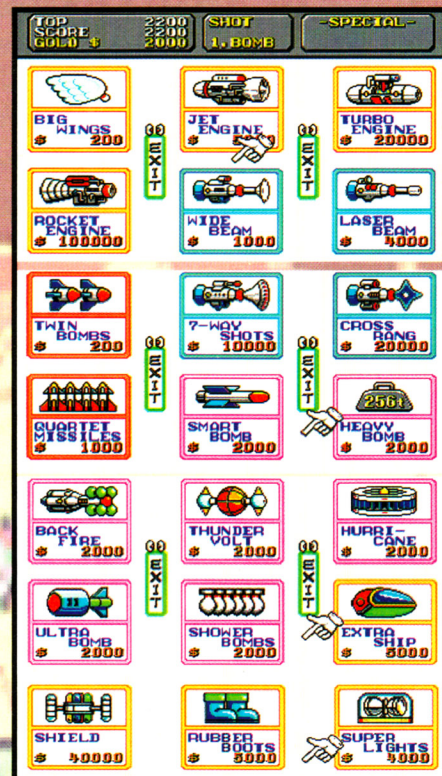 TOP 2200
SCORE 2200
GOLD $ 2000
SHOT
1.BOMB
-SPECIAL-
BIG
WINGS
$ 200
EXIT
JET
ENGINE
$
EXIT
TURBO
ENGINE
$ 20000
ROCKET
ENGINE
$ 100000
WIDE
BEAM
$ 1000
LASER
BEAM
$ 4000
TWIN
BOMBS
$ 200
EXIT
7-WAY
SHOTS
$ 10000
EXIT
CROSS
RANG
$ 20000
QUARTET
MISSILES
$ 1000
SMART
BOMB
$ 2000
256t
HEAVY
BOMB
$ 2000
BACK
FIRE
$ 2000
EXIT
THUNDER
VOLT
$ 2000
EXIT
HURRI-
CANE
$ 2000
ULTRA
BOMB
$ 2000
SHOWER
BOMBS
$ 2000
EXTRA
SHIP
$ 5000
SHIELD
$ 40000
RUBBER
BOOTS
$ 5000
SUPER
LIGHTS
$ 4000